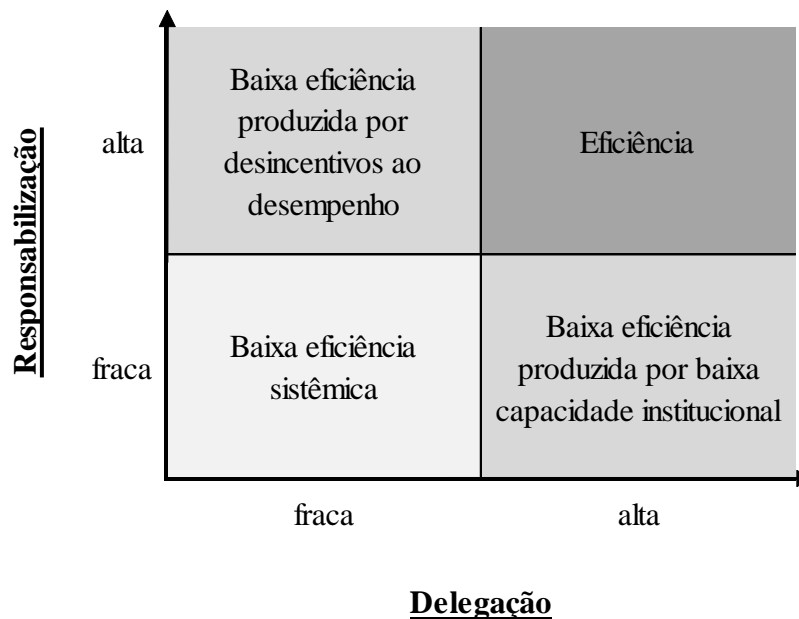 Responsabilização
alta
Baixa eficiência
produzida por
desincentivos ao
desempenho
Eficiência
fraca
Baixa eficiência
sistêmica
Baixa eficiência
produzida por baixa
capacidade institucional
fraca
alta
Delegação